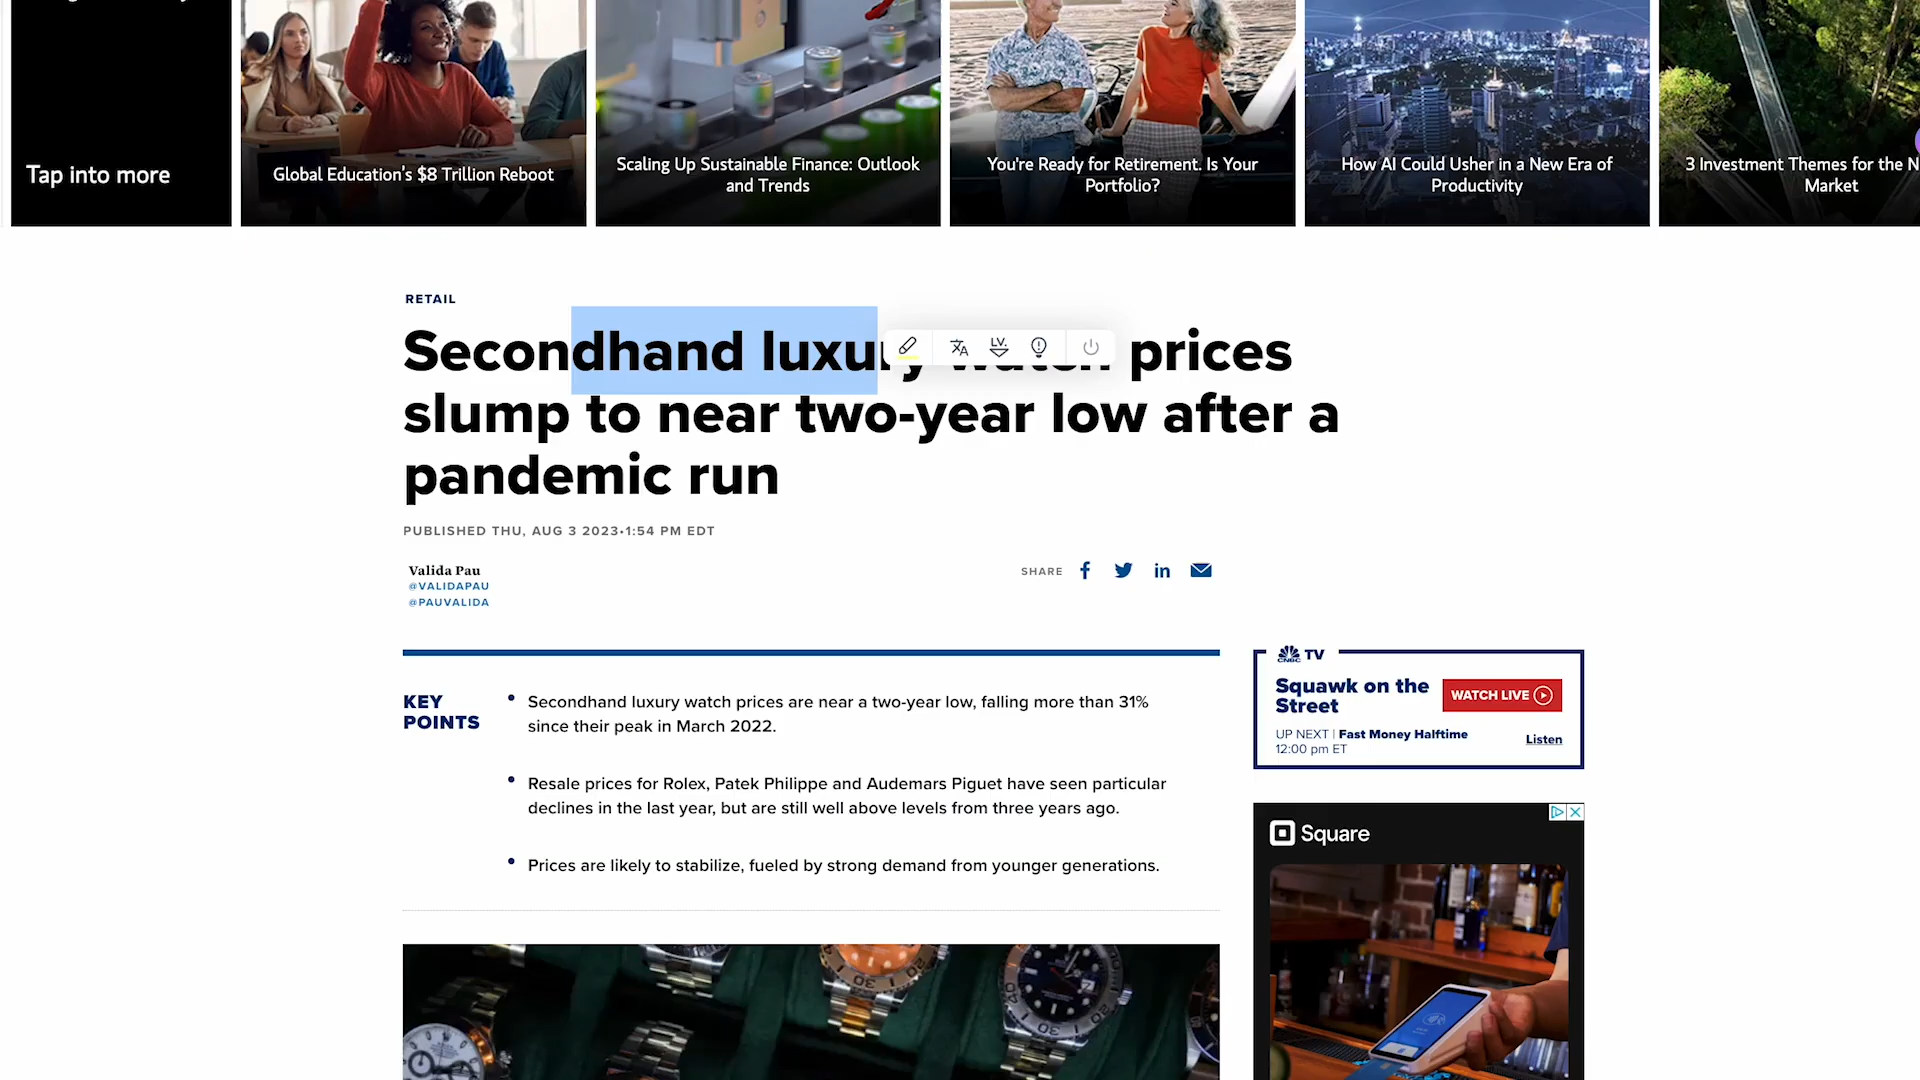 Tap into more
Global Education's $8 Trillion Reboot
Scaling Up Sustainable Finance: Outlook
and Trends
You're Ready for Retirement. Is Your
Portfolio?
How AI Could Usher in a New Era of
Productivity
3 Investment Themes for the N
Market
RETAIL
Secondhand luxury watch prices
slump to near two-year low after a
pandemic run
PUBLISHED THU, AUG 3 2023•1:54 PM EDT
Valida Pau
@VALIDAPAU
@PAUVALIDA
SHARE
KEY
POINTS
• Secondhand luxury watch prices are near a two-year low, falling more than 31%
since their peak in March 2022.
• Resale prices for Rolex, Patek Philippe and Audemars Piguet have seen particular
declines in the last year, but are still well above levels from three years ago.
• Prices are likely to stabilize, fueled by strong demand from younger generations.
CNBC TV
Squawk on the
Street
WATCH LIVE
UP NEXT | Fast Money Halftime
12:00 pm ET
Listen
Square